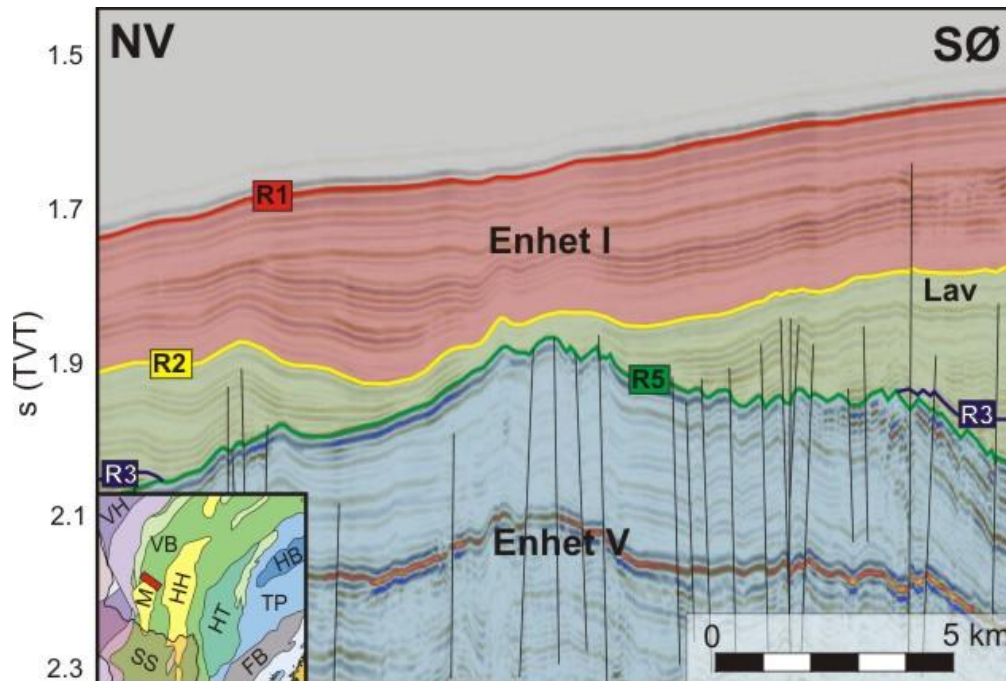 NV
SØ
1.5
1.7
1.9
2.1
2.3
s (TVT)
R1
Enhet I
Lav
R2
R5
R3
R3
Enhet V
VH
VB
HB
M
HH
HT
TP
SS
FB
0 5 km